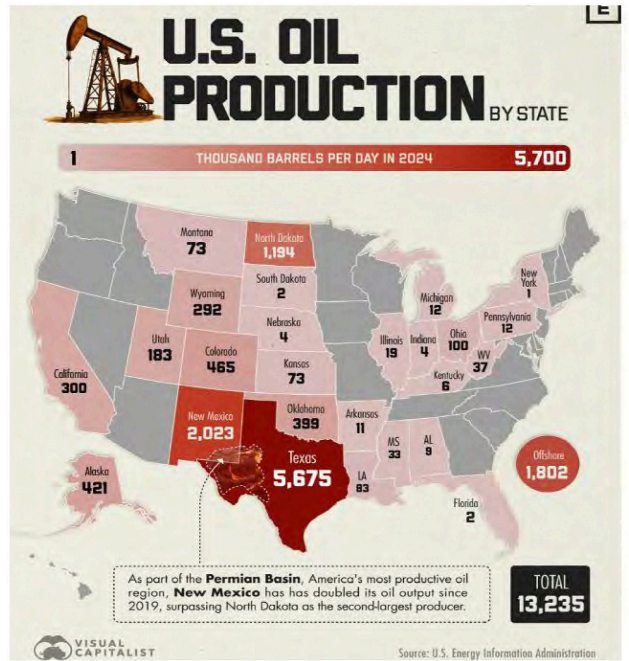 E
U.S. OIL
PRODUCTION BY STATE
1 THOUSAND BARRELS PER DAY IN 2024 5,700
Montana
73
North Dakota
1,194
South Dakota
2
Wyoming
292
Nebraska
4
Utah
183
Colorado
465
Kansas
73
California
300
New Mexico
2,023
Oklahoma
399
Texas
5,675
Arkansas
11
LA
83
MS
33
AL
9
Florida
2
Illinois
19
Indiana
4
Michigan
12
Ohio
100
Kentucky
6
WV
37
Pennsylvania
12
New
York
1
Alaska
421
Offshore
1,802
As part of the Permian Basin, America's most productive oil
region, New Mexico has has doubled its oil output since
2019, surpassing North Dakota as the second-largest producer.
TOTAL
13,235
VISUAL
CAPITALIST
Source: U.S. Energy Information Administration